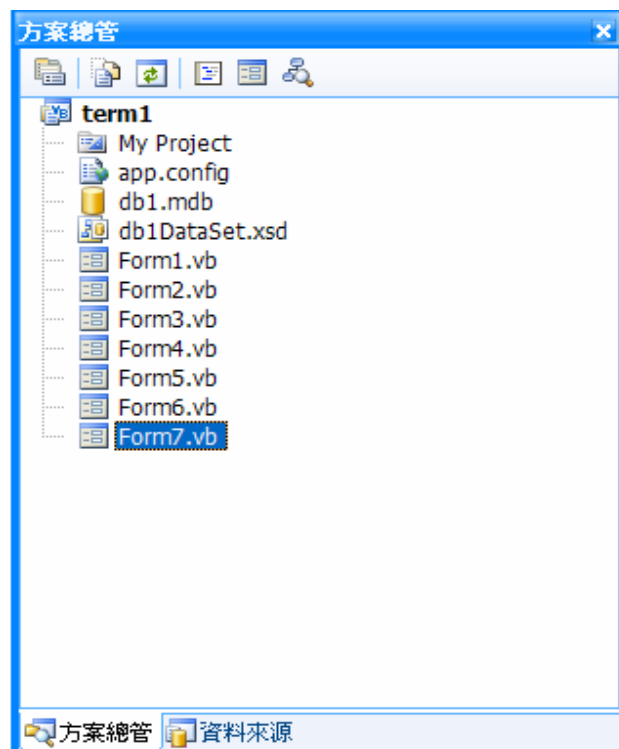 方案總管
term1
My Project
app.config
db1.mdb
db1DataSet.xsd
Form1.vb
Form2.vb
Form3.vb
Form4.vb
Form5.vb
Form6.vb
Form7.vb
方案總管 資料來源